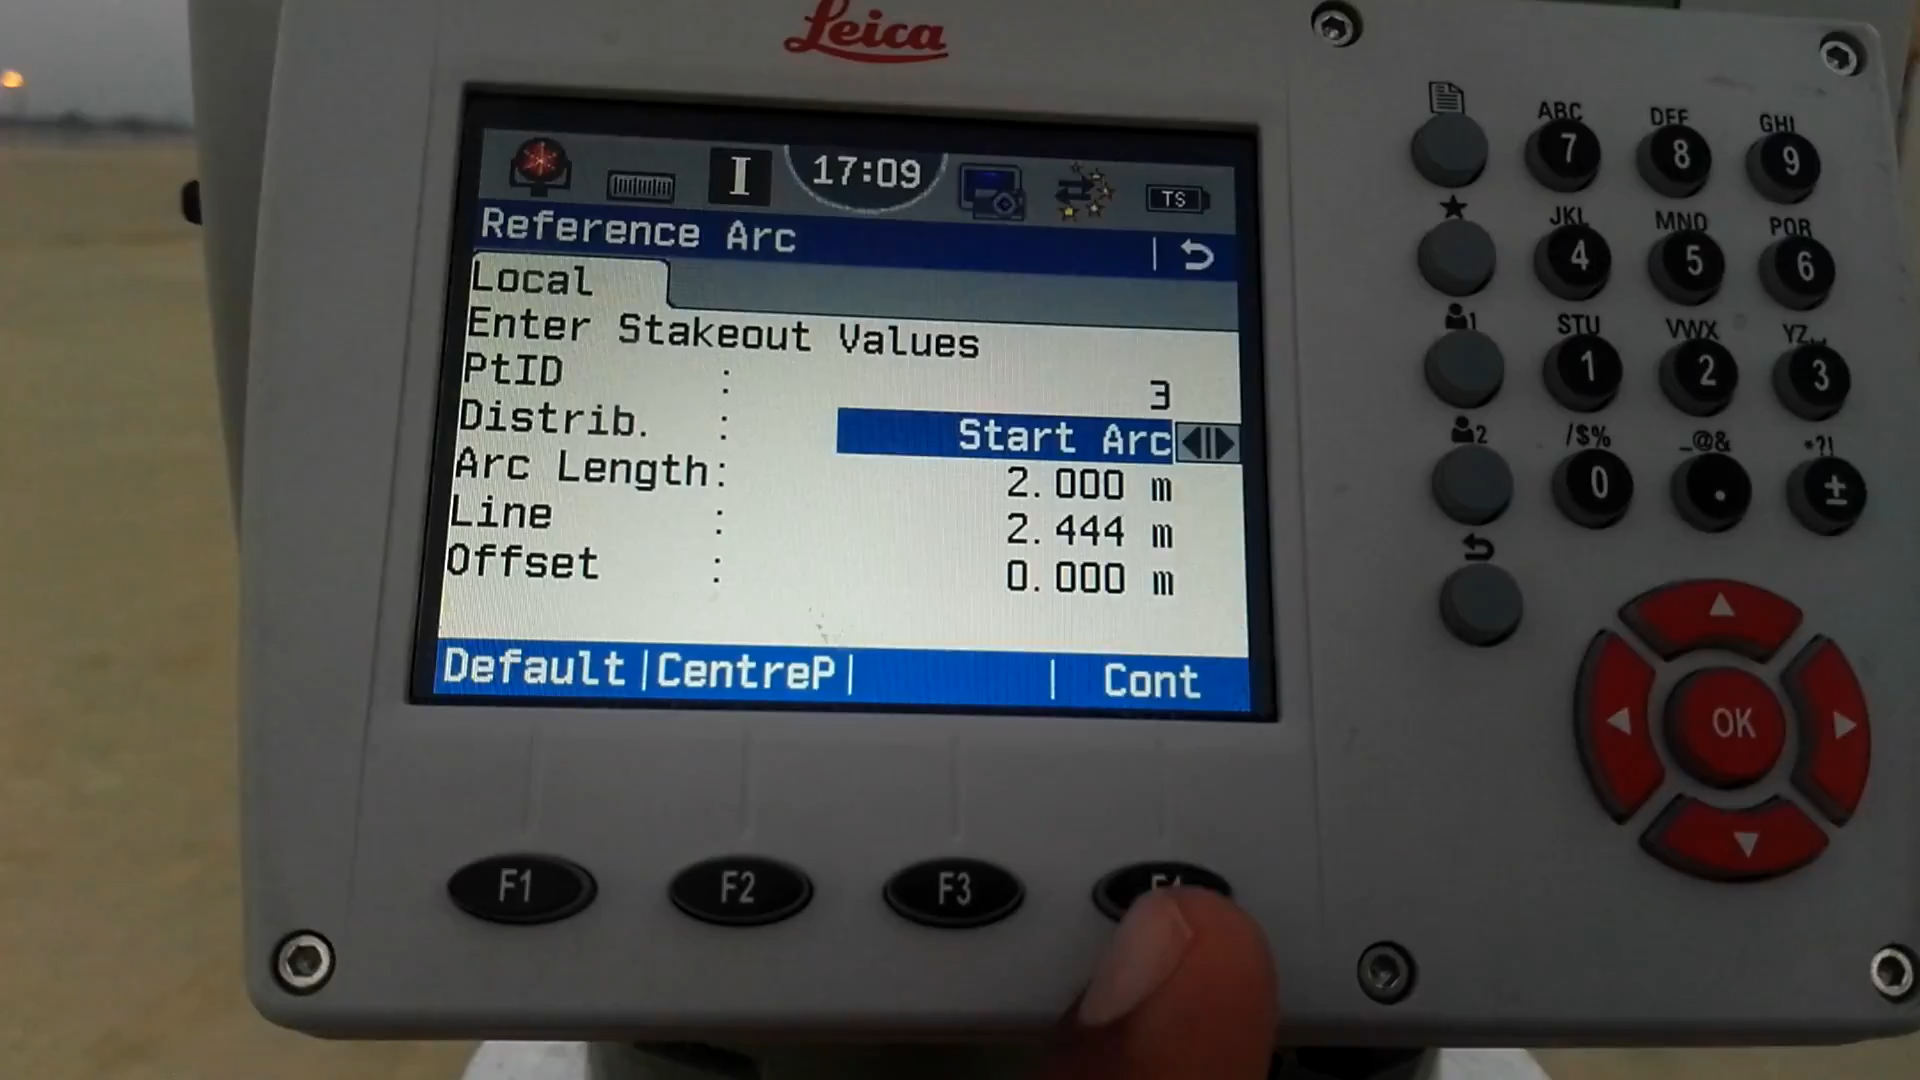 Leica
I 17:09 TS
Reference Arc
Local
Enter Stakeout Values
PtID : 3
Distrib. : Start Arc
Arc Length: 2.000 m
Line : 2.444 m
Offset : 0.000 m
Default |CentreP| | Cont
F1 F2 F3
ABC DEF GHI
7 8 9
JKL MNO PQR
4 5 6
1 STU VWX YZ
1 2 3
2 /$% _@& *?!
0 . ±
OK